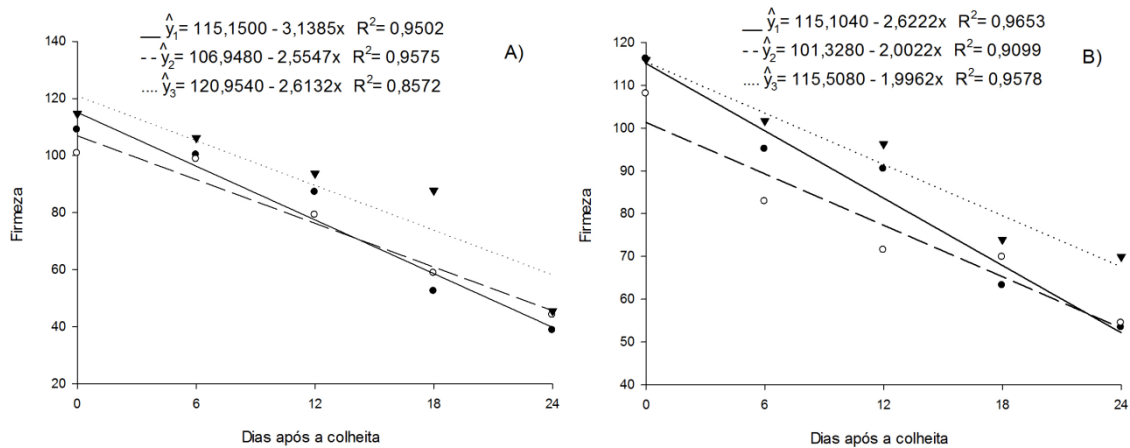 ŷ₁= 115,1500 - 3,1385x R²= 0,9502
ŷ₂= 106,9480 - 2,5547x R²= 0,9575
ŷ₃= 120,9540 - 2,6132x R²= 0,8572
A)
140
120
100
80
60
40
20
Firmeza
0 6 12 18 24
Dias após a colheita
ŷ₁= 115,1040 - 2,6222x R²= 0,9653
ŷ₂= 101,3280 - 2,0022x R²= 0,9099
ŷ₃= 115,5080 - 1,9962x R²= 0,9578
B)
120
110
100
90
80
70
60
50
40
Firmeza
0 6 12 18 24
Dias após a colheita